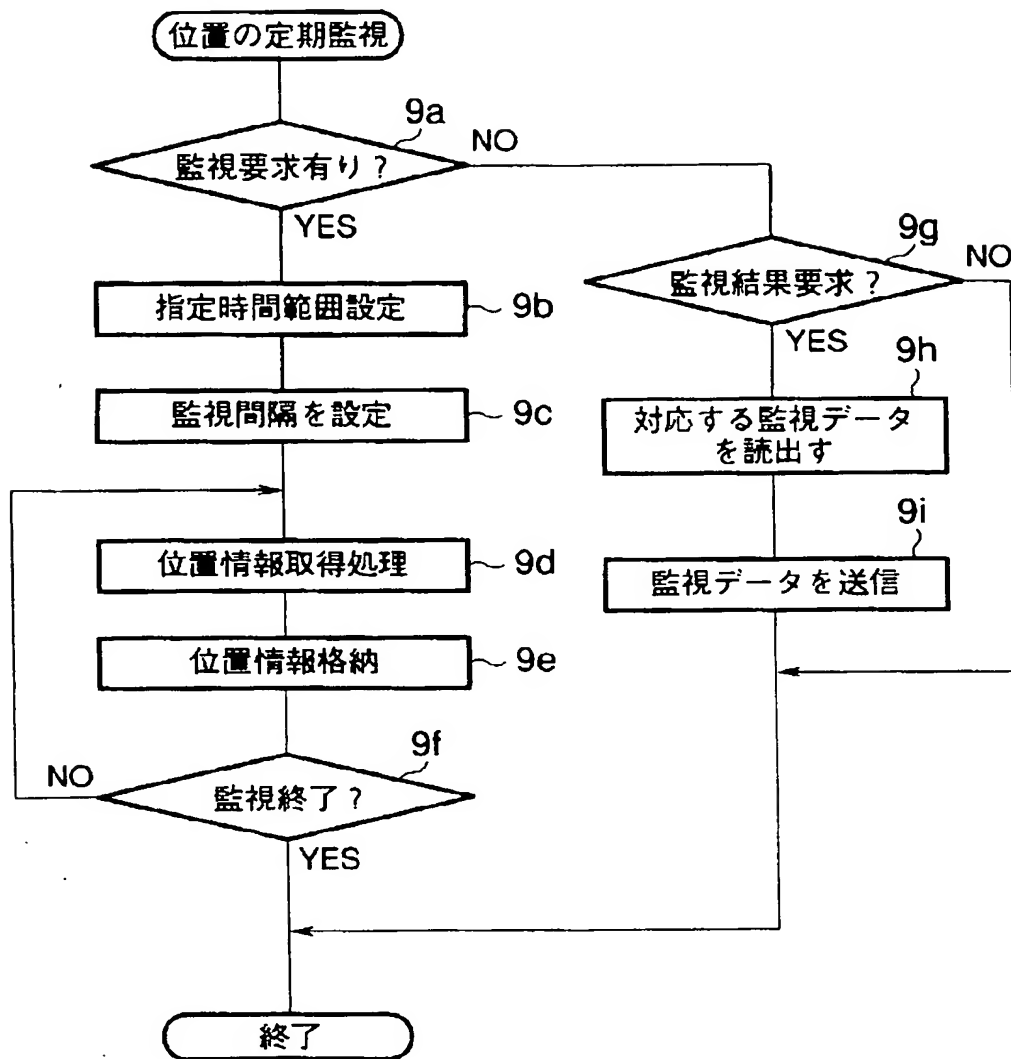 位置の定期監視
9a
監視要求有り?
NO
YES
指定時間範囲設定
9b
監視間隔を設定
9c
位置情報取得処理
9d
位置情報格納
9e
9f
監視終了?
NO
YES
9g
監視結果要求?
NO
YES
9h
対応する監視データ
を読出す
9i
監視データを送信
終了